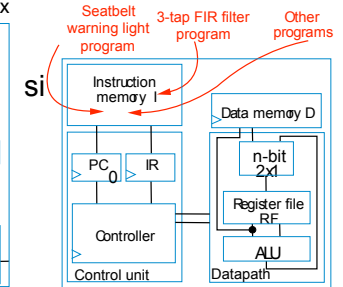 x
Seatbelt
warning light
program
3-tap FIR filter
program
Other
programs
si
Instruction
memory I
Data memory D
PC
0
IR
n-bit
2x1
Register file
RF
Controller
ALU
Control unit
Datapath